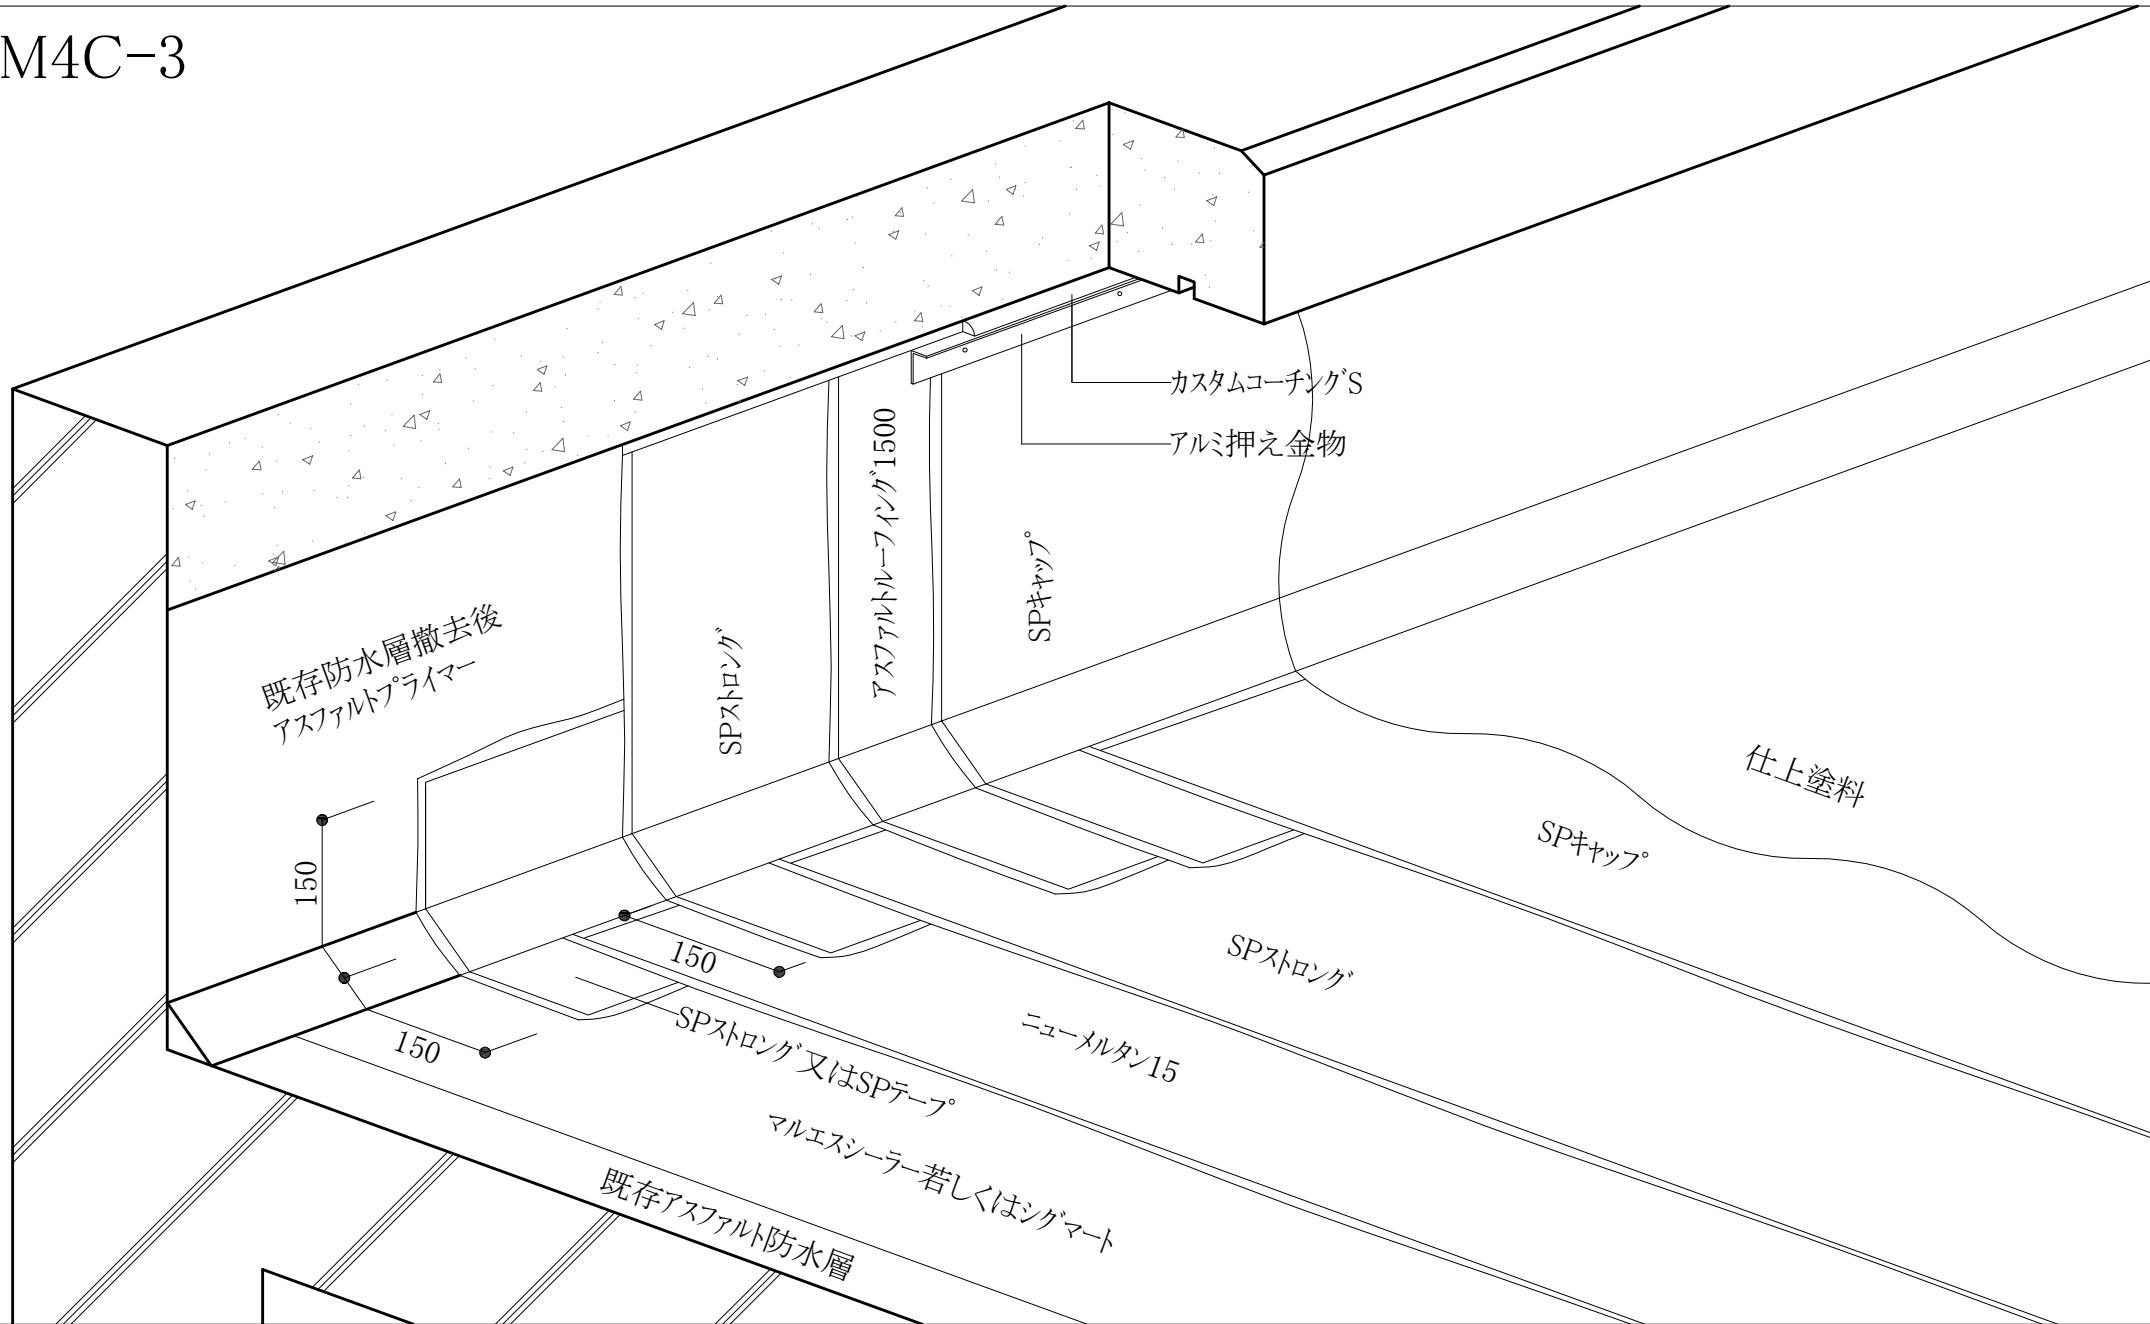 M4C-3
カスタムコーチングS
アルミ押え金物
アスファルトルーフィング1500
SPキャップ
SPストロング
既存防水層撤去後
アスファルトプライマー
150
150
150
仕上塗料
SPキャップ
SPストロング
ニューメルタン15
SPストロング又はSPテープ
マルエスシーラー若しくはシグマート
既存アスファルト防水層